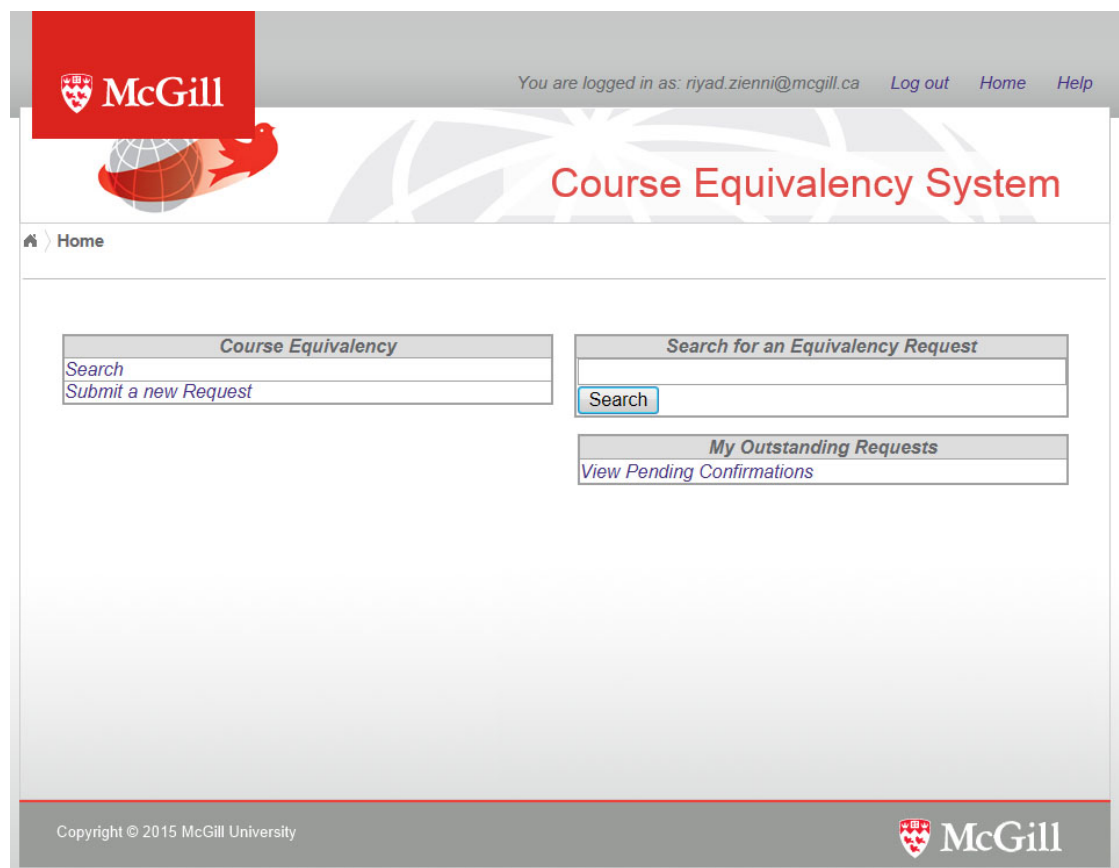 McGill
You are logged in as: riyad.zienni@mcgill.ca Log out Home Help
Course Equivalency System
Home
Course Equivalency
Search
Submit a new Request
Search for an Equivalency Request
Search
My Outstanding Requests
View Pending Confirmations
Copyright © 2015 McGill University
McGill